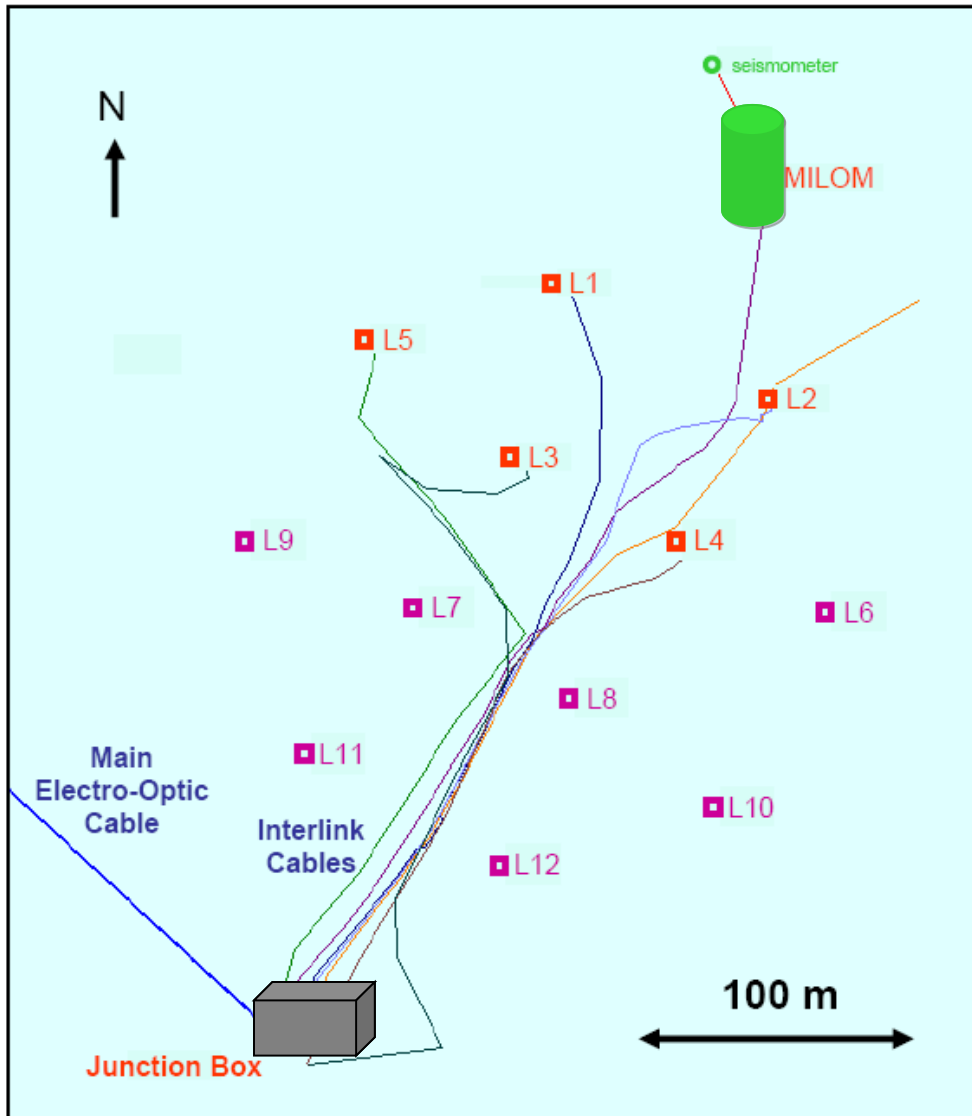 seismometer
N
MILOM
L1
L5
L2
L3
L9
L4
L7
L6
L8
L11
Main
Electro-Optic
Cable
L10
Interlink
Cables
L12
100 m
Junction Box